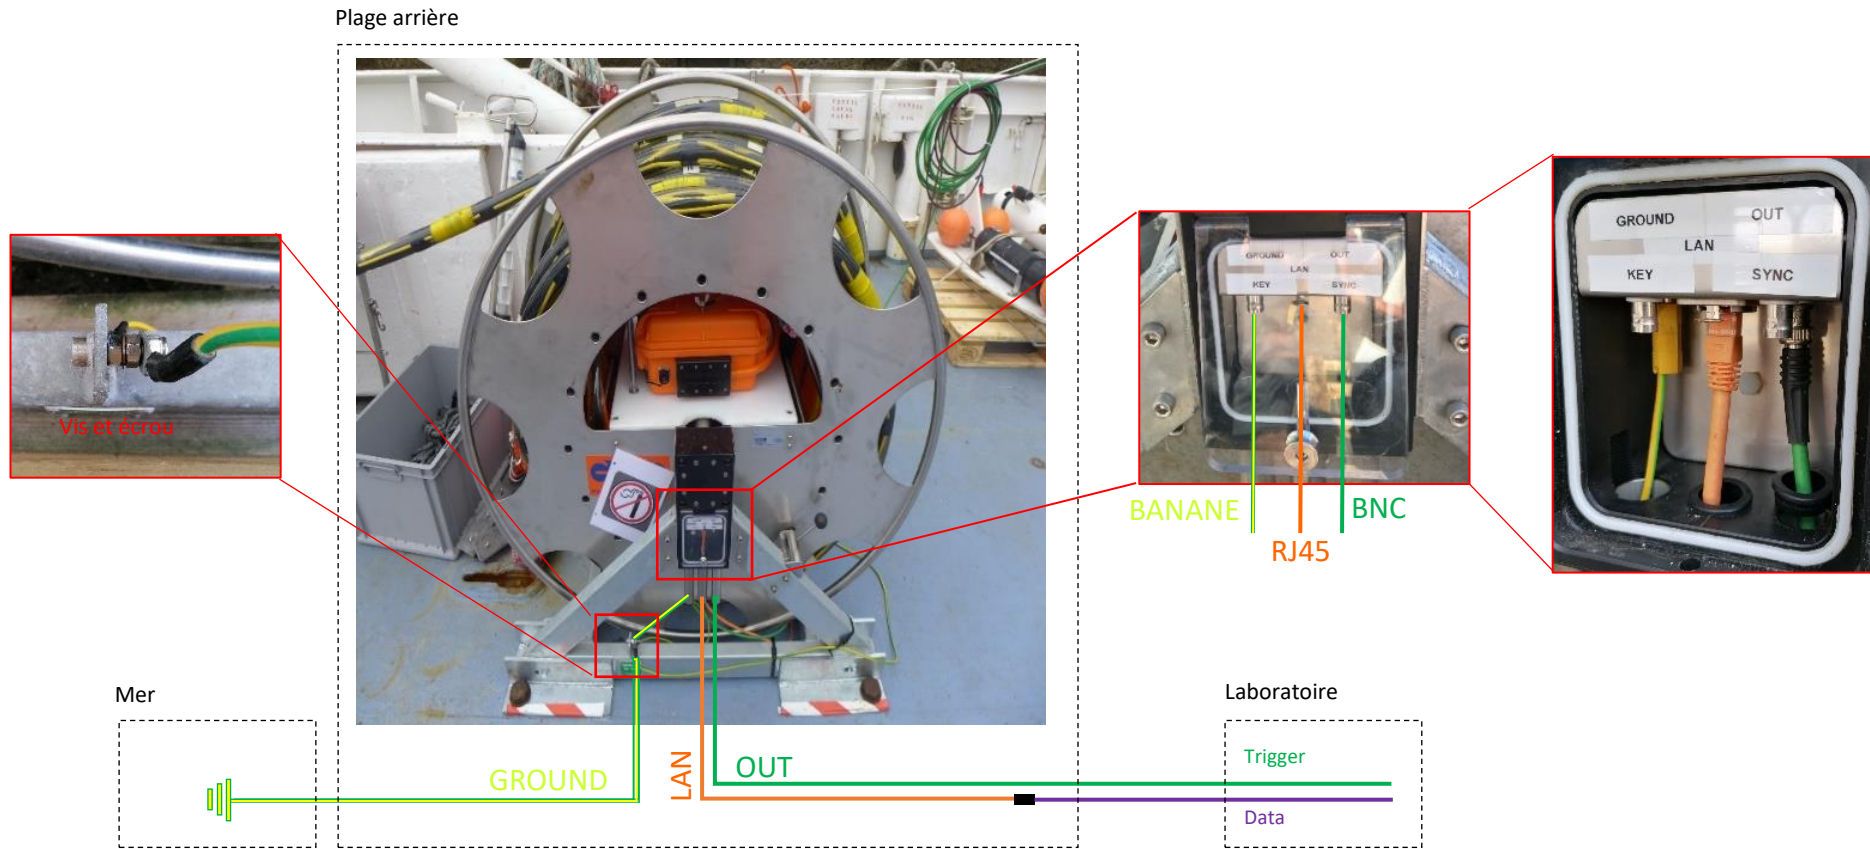 Plage arrière
GROUND
OUT
LAN
KEY
SYNC
GROUND
OUT
LAN
KEY
SYNC
Vis et écrou
BANANE
BNC
RJ45
Mer
Laboratoire
GROUND
LAN
OUT
Trigger
Data